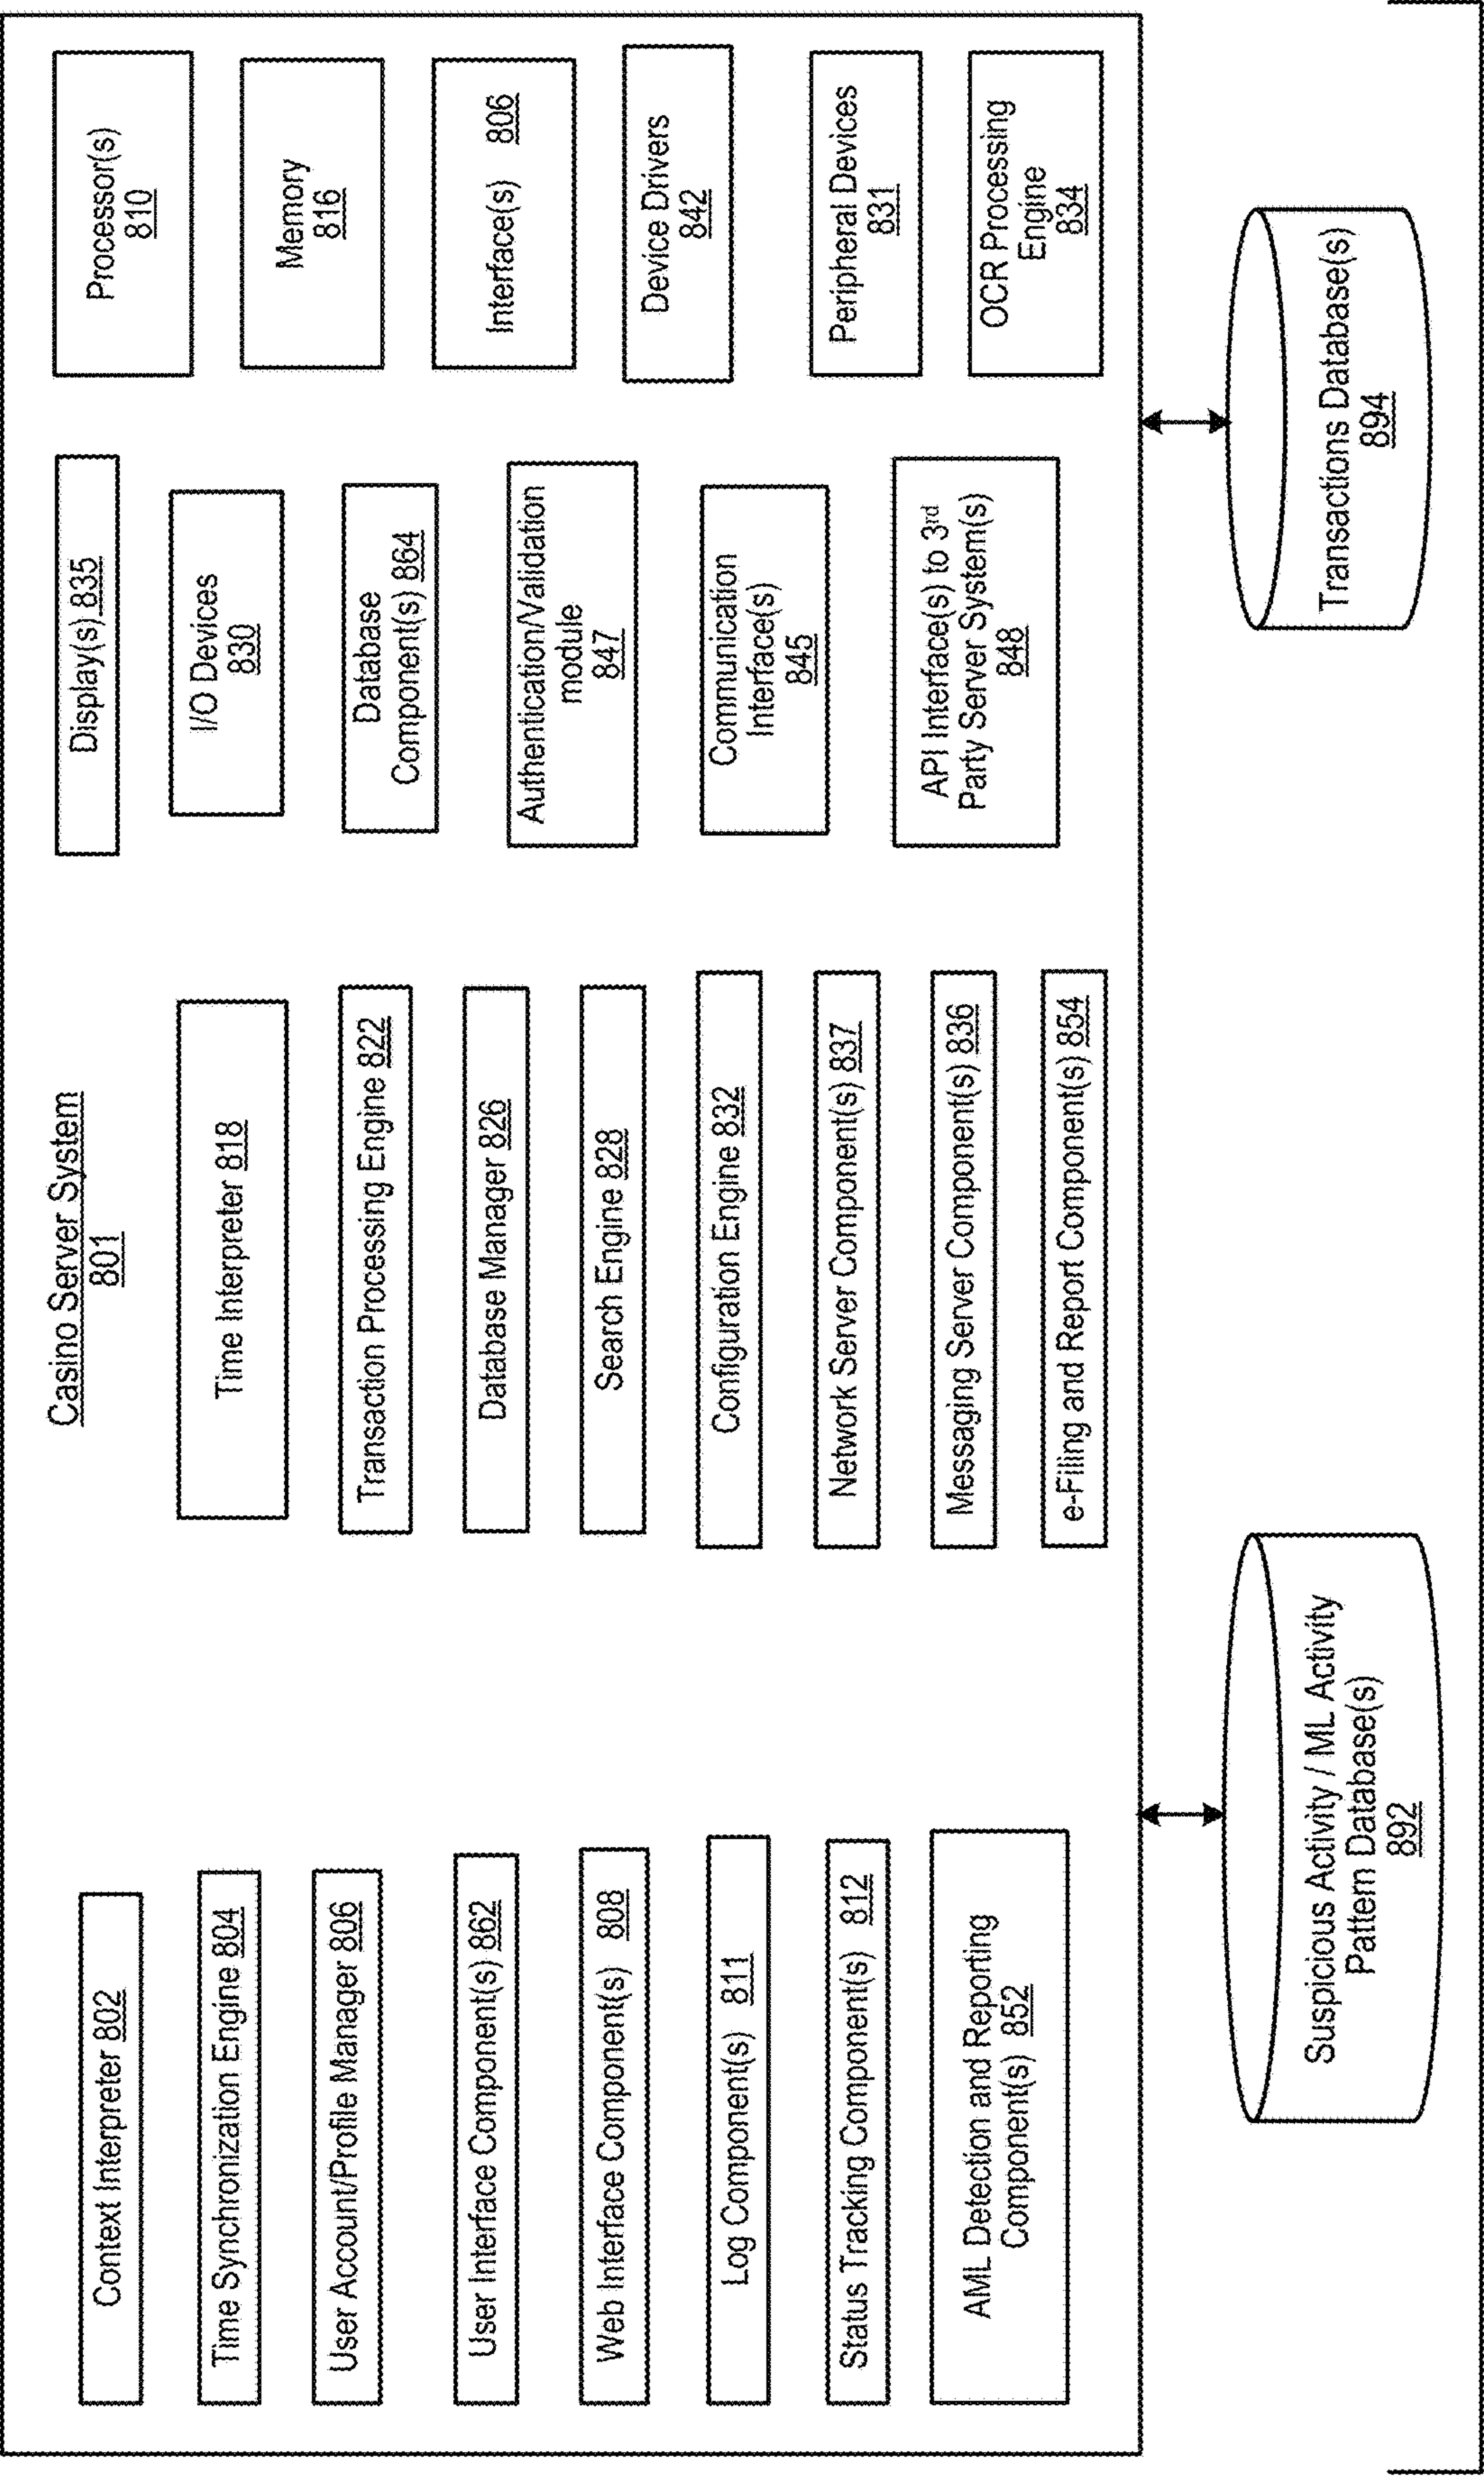 Casino Server System
801
Context Interpreter 802
Time Synchronization Engine 804
User Account/Profile Manager 806
User Interface Component(s) 862
Web Interface Component(s) 808
Log Component(s) 811
Status Tracking Component(s) 812
AML Detection and Reporting
Component(s) 852
Time Interpreter 818
Transaction Processing Engine 822
Database Manager 826
Search Engine 828
Configuration Engine 832
Network Server Component(s) 837
Messaging Server Component(s) 836
e-Filing and Report Component(s) 854
Display(s) 835
I/O Devices
830
Database
Component(s) 864
Authentication/Validation
module
847
Communication
Interface(s)
845
API Interface(s) to 3rd
Party Server System(s)
848
Processor(s)
810
Memory
816
Interface(s) 806
Device Drivers
842
Peripheral Devices
831
OCR Processing
Engine
834
Suspicious Activity / ML Activity
Pattern Database(s)
892
Transactions Database(s)
894